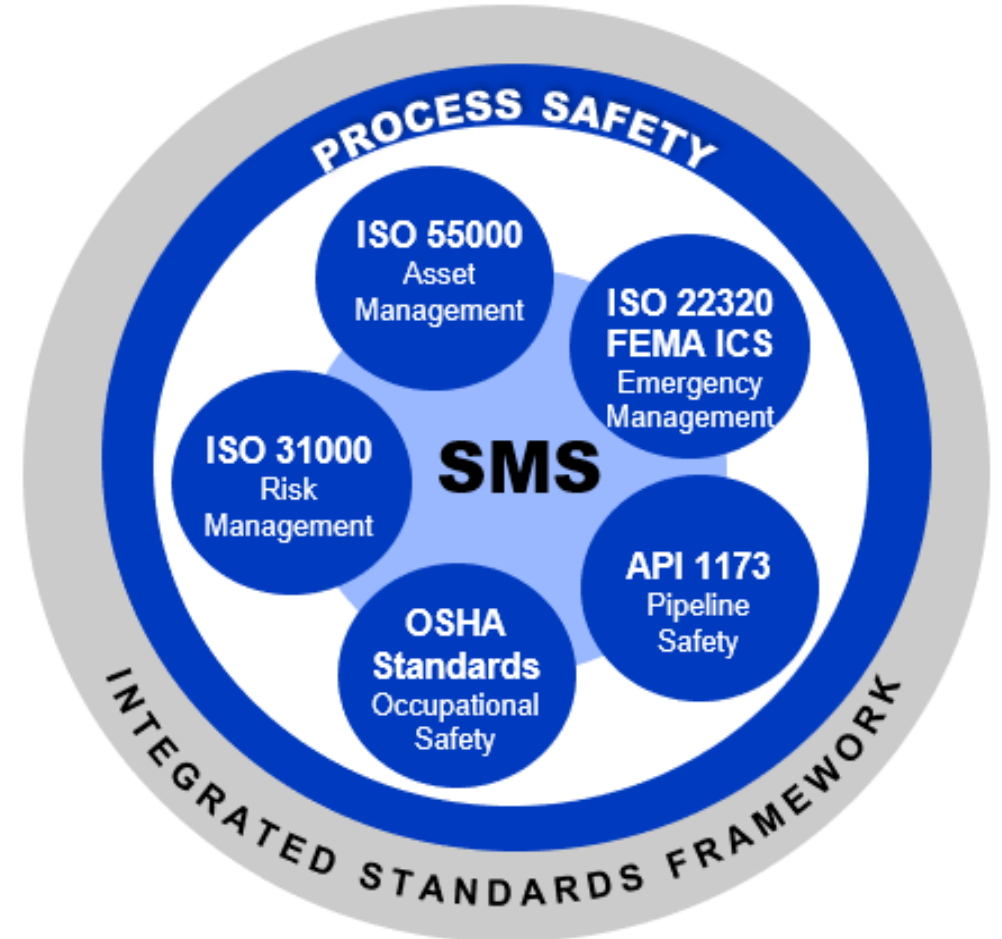 PROCESS SAFETY
ISO 55000
Asset
Management
ISO 22320
FEMA ICS
Emergency
Management
ISO 31000
Risk
Management
SMS
API 1173
Pipeline
Safety
OSHA
Standards
Occupational
Safety
INTEGRATED STANDARDS FRAMEWORK